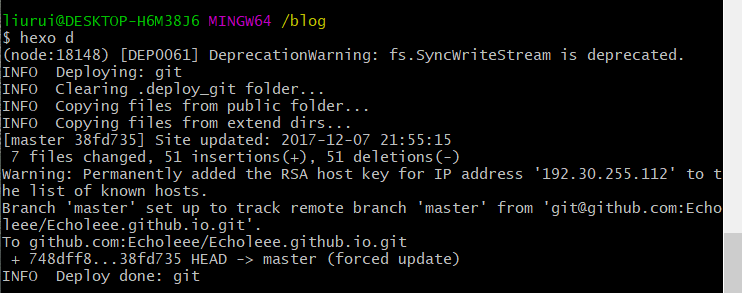 liurui@DESKTOP-H6M38J6 MINGW64 /blog
$ hexo d
(node:18148) [DEP0061] DeprecationWarning: fs.SyncWriteStream is deprecated.
INFO  Deploying: git
INFO  Clearing .deploy_git folder...
INFO  Copying files from public folder...
INFO  Copying files from extend dirs...
[master 38fd735] Site updated: 2017-12-07 21:55:15
 7 files changed, 51 insertions(+), 51 deletions(-)
Warning: Permanently added the RSA host key for IP address '192.30.255.112' to t
he list of known hosts.
Branch 'master' set up to track remote branch 'master' from 'git@github.com:Echo
leee/Echoleee.github.io.git'.
To github.com:Echoleee/Echoleee.github.io.git
 + 748dff8...38fd735 HEAD -> master (forced update)
INFO  Deploy done: git